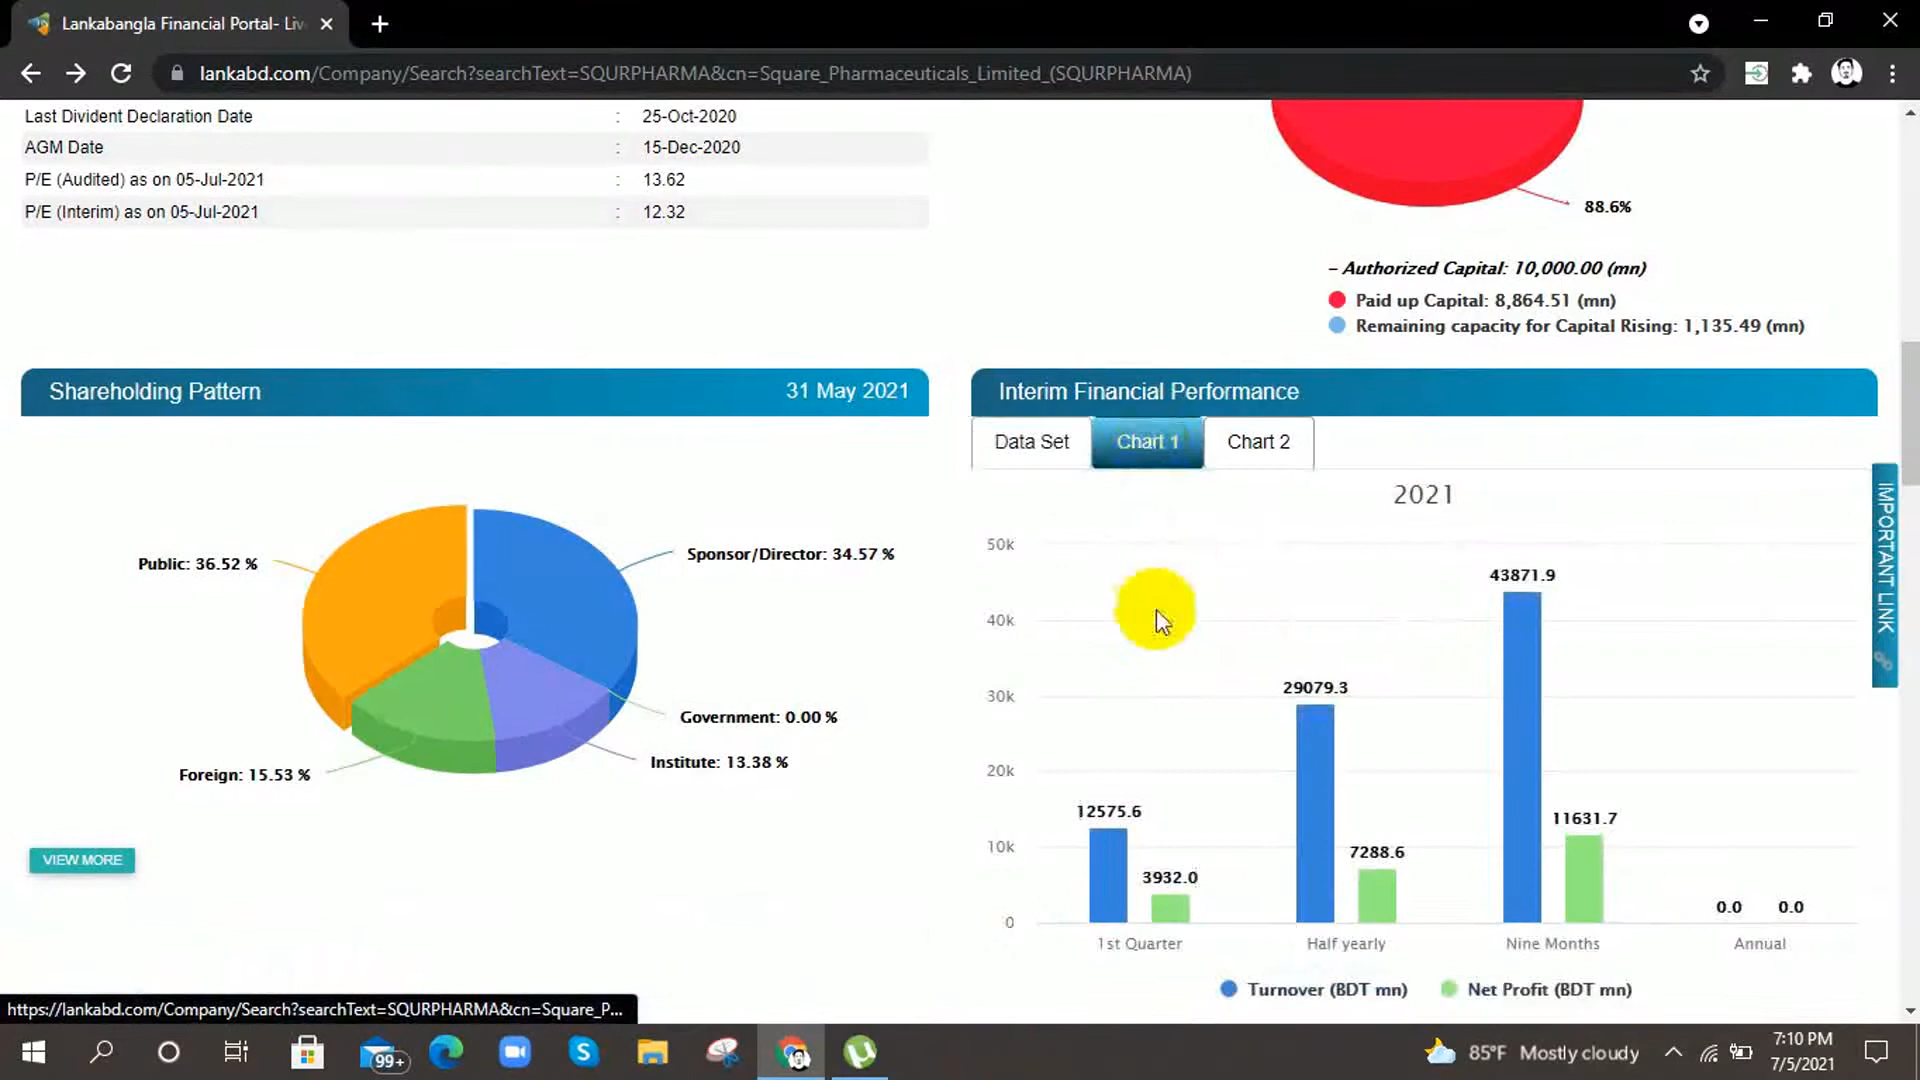 Lankabangla Financial Portal- Liv
lankabd.com/Company/Search?searchText=SQURPHARMA&cn=Square_Pharmaceuticals_Limited_(SQURPHARMA)
Last Divident Declaration Date : 25-Oct-2020
AGM Date : 15-Dec-2020
P/E (Audited) as on 05-Jul-2021 : 13.62
P/E (Interim) as on 05-Jul-2021 : 12.32
88.6%
– Authorized Capital: 10,000.00 (mn)
Paid up Capital: 8,864.51 (mn)
Remaining capacity for Capital Rising: 1,135.49 (mn)
Shareholding Pattern 31 May 2021
Public: 36.52 %
Sponsor/Director: 34.57 %
Government: 0.00 %
Institute: 13.38 %
Foreign: 15.53 %
VIEW MORE
Interim Financial Performance
Data Set Chart 1 Chart 2
2021
50k
40k
30k
20k
10k
0
12575.6
3932.0
29079.3
7288.6
43871.9
11631.7
0.0 0.0
1st Quarter Half yearly Nine Months Annual
Turnover (BDT mn) Net Profit (BDT mn)
IMPORTANT LINK
https://lankabd.com/Company/Search?searchText=SQURPHARMA&cn=Square_P...
99+
85°F Mostly cloudy
7:10 PM
7/5/2021